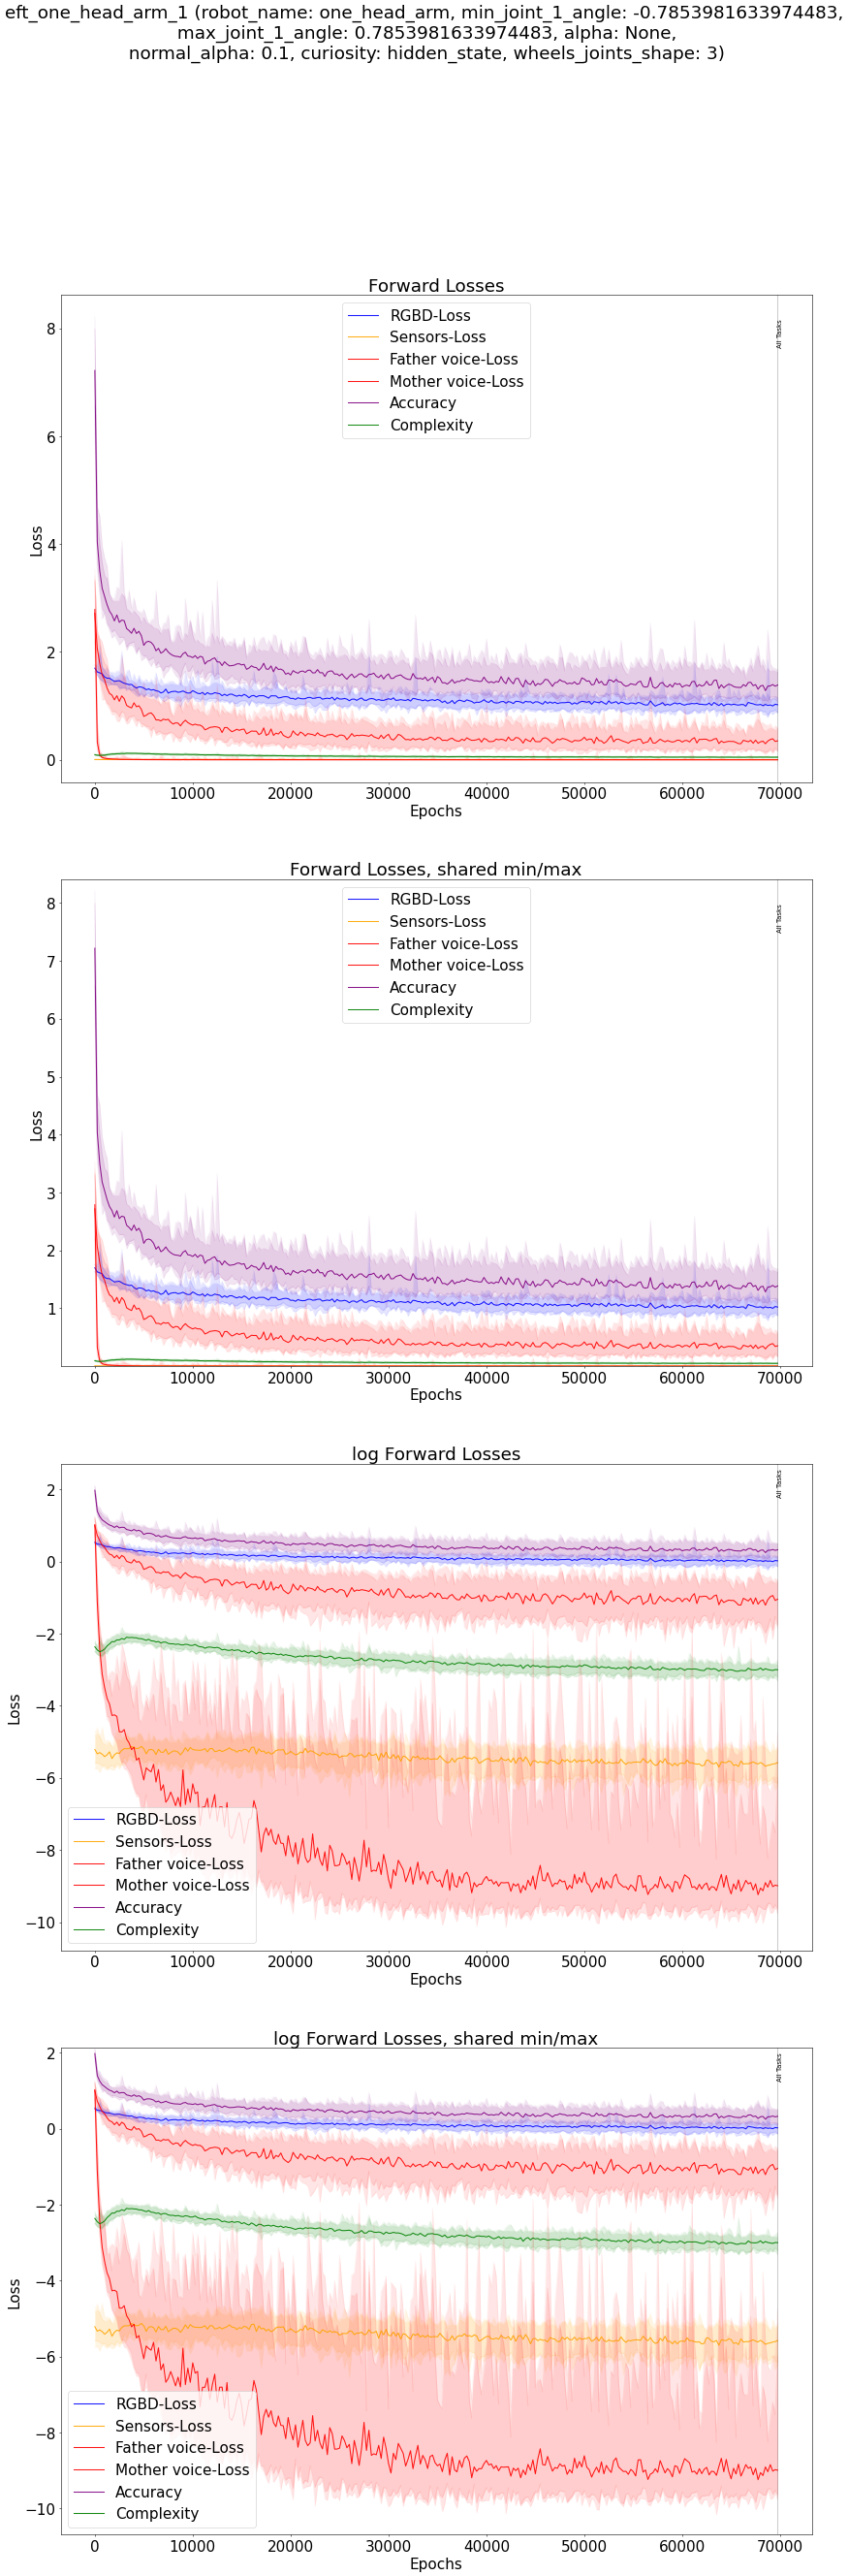 eft_one_head_arm_1 (robot_name: one_head_arm, min_joint_1_angle: -0.7853981633974483,
max_joint_1_angle: 0.7853981633974483, alpha: None,
normal_alpha: 0.1, curiosity: hidden_state, wheels_joints_shape: 3)
Forward Losses
RGBD-Loss
Sensors-Loss
Father voice-Loss
Mother voice-Loss
Accuracy
Complexity
All Tasks
8
6
4
2
0
Loss
0
10000
20000
30000
40000
50000
60000
70000
Epochs
Forward Losses, shared min/max
RGBD-Loss
Sensors-Loss
Father voice-Loss
Mother voice-Loss
Accuracy
Complexity
All Tasks
8
7
6
5
4
3
2
1
Loss
0
10000
20000
30000
40000
50000
60000
70000
Epochs
log Forward Losses
All Tasks
2
0
−2
−4
−6
−8
−10
Loss
RGBD-Loss
Sensors-Loss
Father voice-Loss
Mother voice-Loss
Accuracy
Complexity
0
10000
20000
30000
40000
50000
60000
70000
Epochs
log Forward Losses, shared min/max
All Tasks
2
0
−2
−4
−6
−8
−10
Loss
RGBD-Loss
Sensors-Loss
Father voice-Loss
Mother voice-Loss
Accuracy
Complexity
0
10000
20000
30000
40000
50000
60000
70000
Epochs